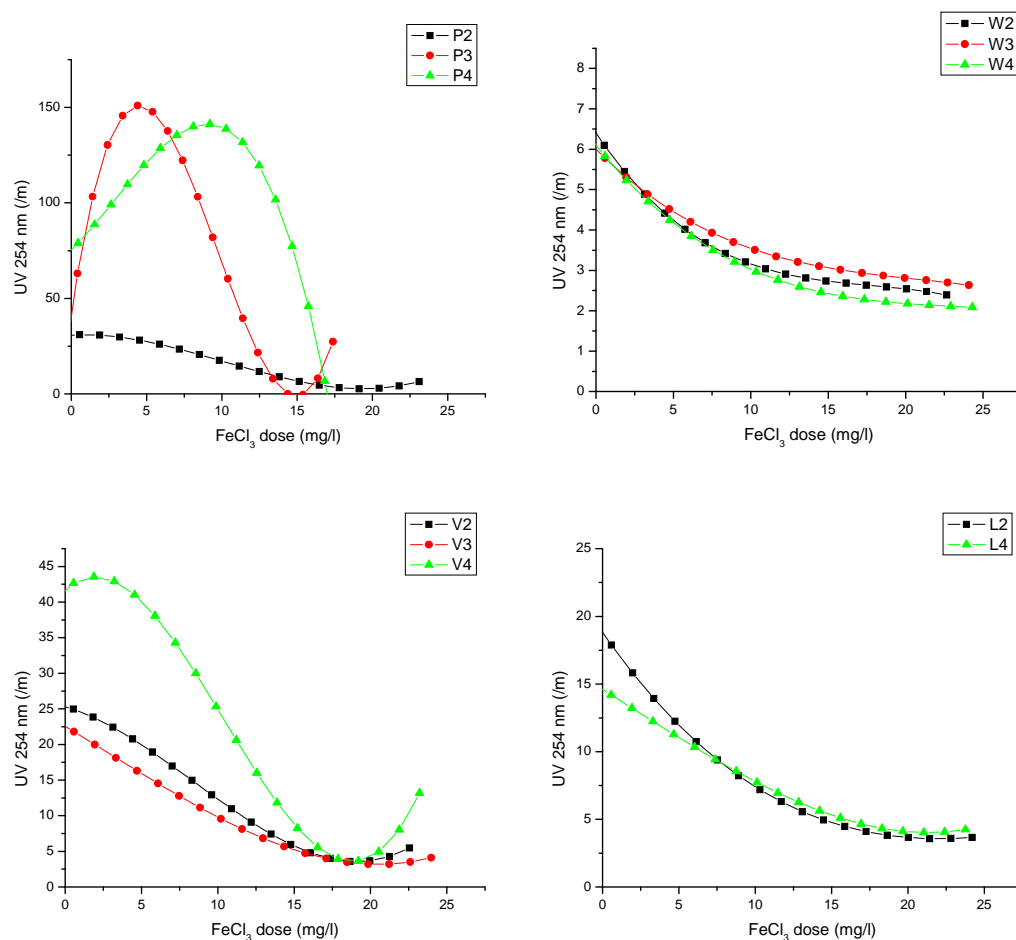 P2
P3
P4
150
100
50
0
UV 254 nm (/m)
0 5 10 15 20 25
FeCl3 dose (mg/l)
W2
W3
W4
8
7
6
5
4
3
2
1
0
UV 254 nm (/m)
0 5 10 15 20 25
FeCl3 dose (mg/l)
V2
V3
V4
45
40
35
30
25
20
15
10
5
0
UV 254 nm (/m)
0 5 10 15 20 25
FeCl3 dose (mg/l)
L2
L4
25
20
15
10
5
0
UV 254 nm (/m)
0 5 10 15 20 25
FeCl3 dose (mg/l)